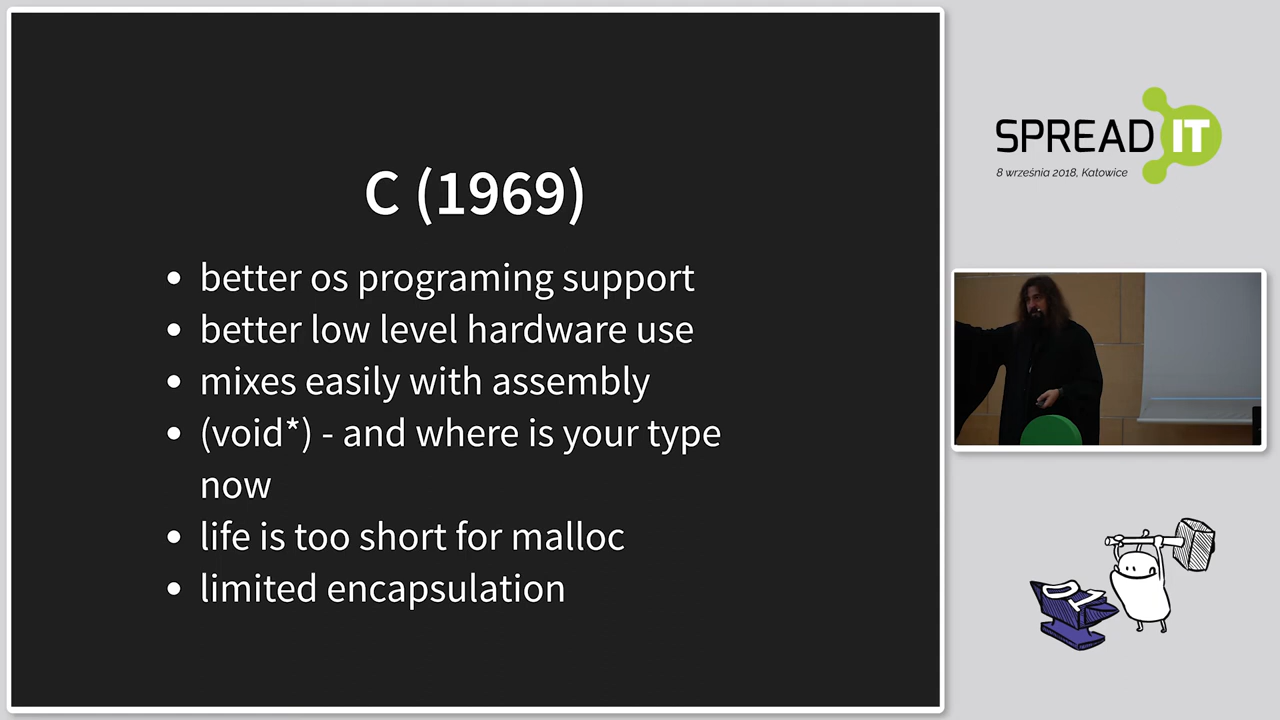 C (1969)
• better os programing support
• better low level hardware use
• mixes easily with assembly
• (void*) - and where is your type
now
• life is too short for malloc
• limited encapsulation
SPREAD IT
8 września 2018, Katowice
01